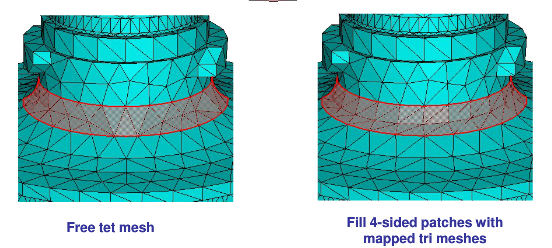 Free tet mesh
Fill 4-sided patches with
mapped tri meshes